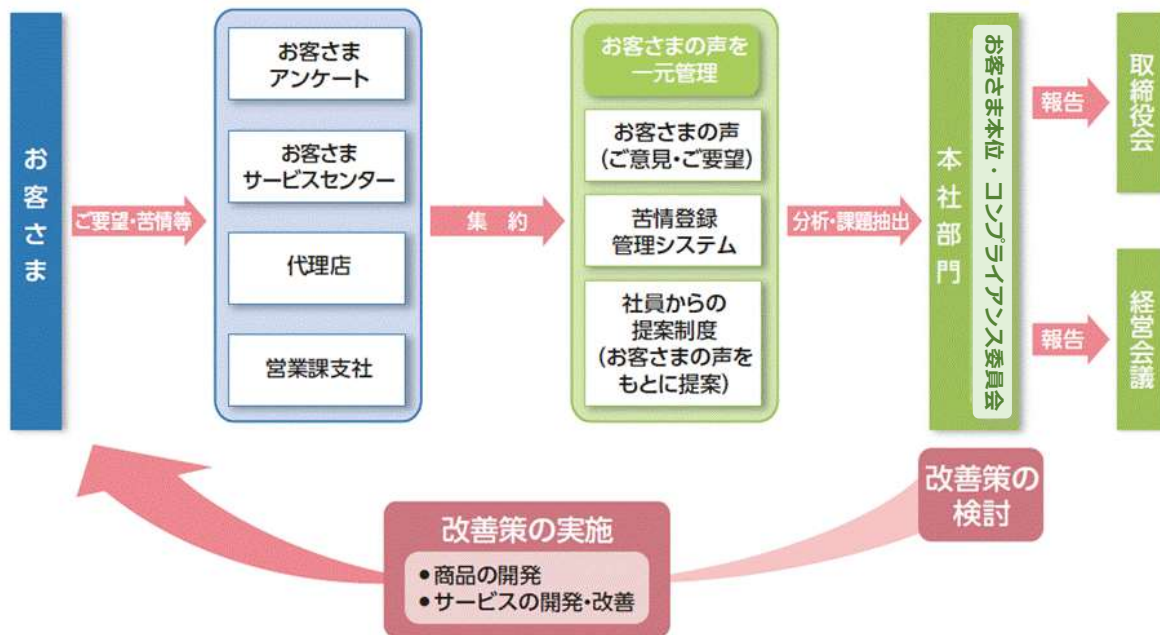 お客さま
ご要望・苦情等
お客さま
アンケート
お客さま
サービスセンター
代理店
営業課支社
集 約
お客さまの声を
一元管理
お客さまの声
(ご意見・ご要望)
苦情登録
管理システム
社員からの
提案制度
(お客さまの声を
もとに提案)
分析・課題抽出
本社部門
お客さま本位・コンプライアンス委員会
報告
取締役会
報告
経営会議
改善策の
検討
改善策の実施
●商品の開発
●サービスの開発・改善